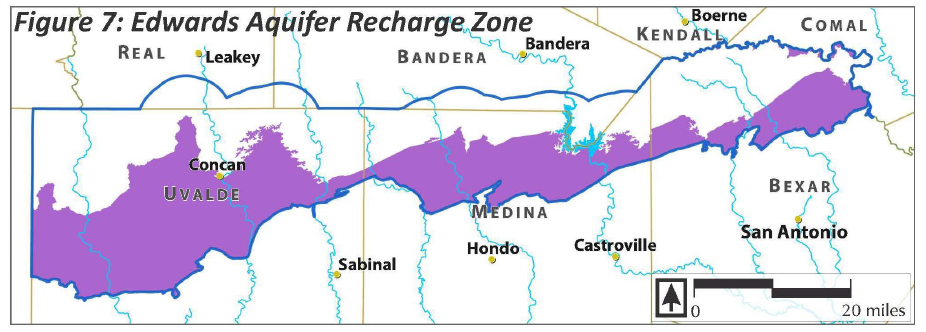 Figure 7: Edwards Aquifer Recharge Zone
Boerne
COMAL
KENDALL
REAL
Leakey
BANDERA
Bandera
Concan
UVALDE
BEXAR
MEDINA
San Antonio
Hondo
Castroville
Sabinal
0
20 miles